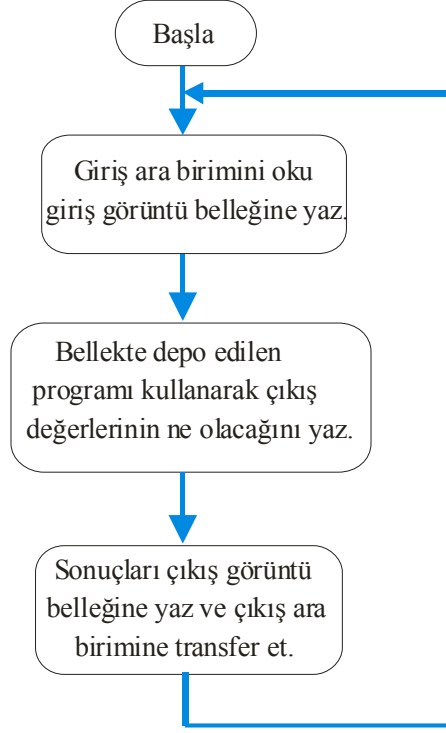 Başla
Giriş ara birimini oku
giriş görüntü belleğine yaz.
Bellekte depo edilen
programı kullanarak çıkış
değerlerinin ne olacağını yaz.
Sonuçları çıkış görüntü
belleğine yaz ve çıkış ara
birimine transfer et.